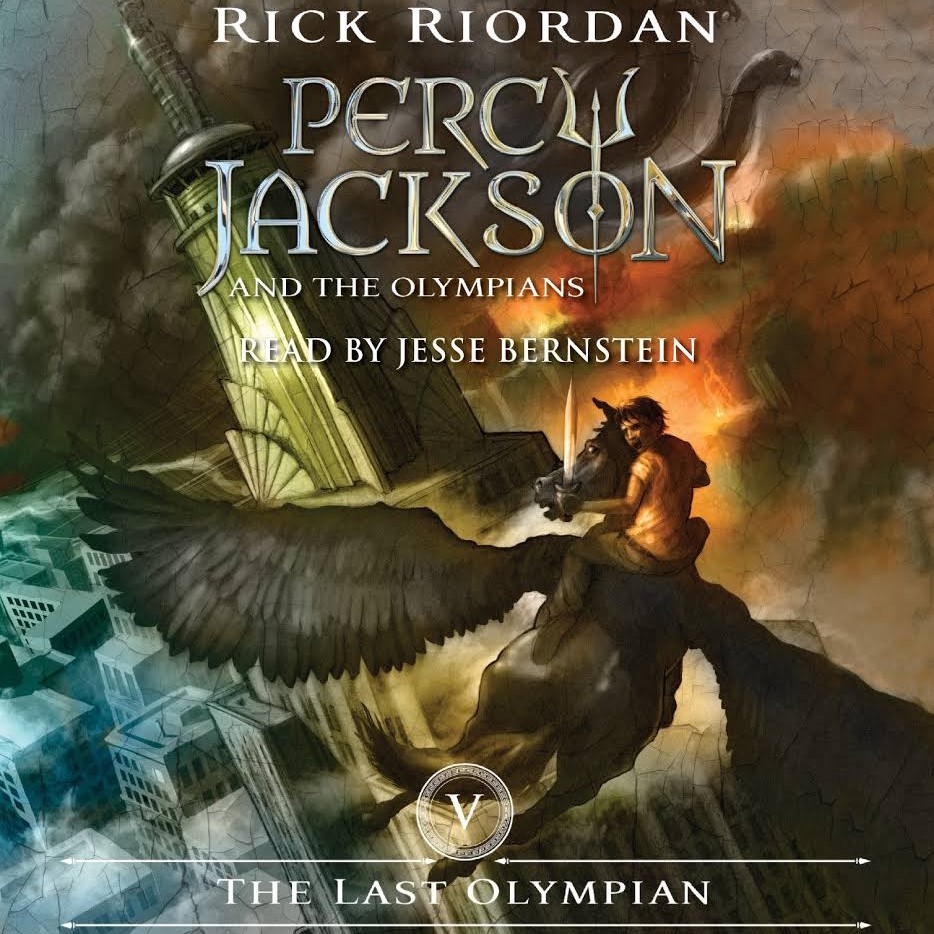 RICK RIORDAN
PERCY
JACKSON
AND THE OLYMPIANS
READ BY JESSE BERNSTEIN
V
THE LAST OLYMPIAN